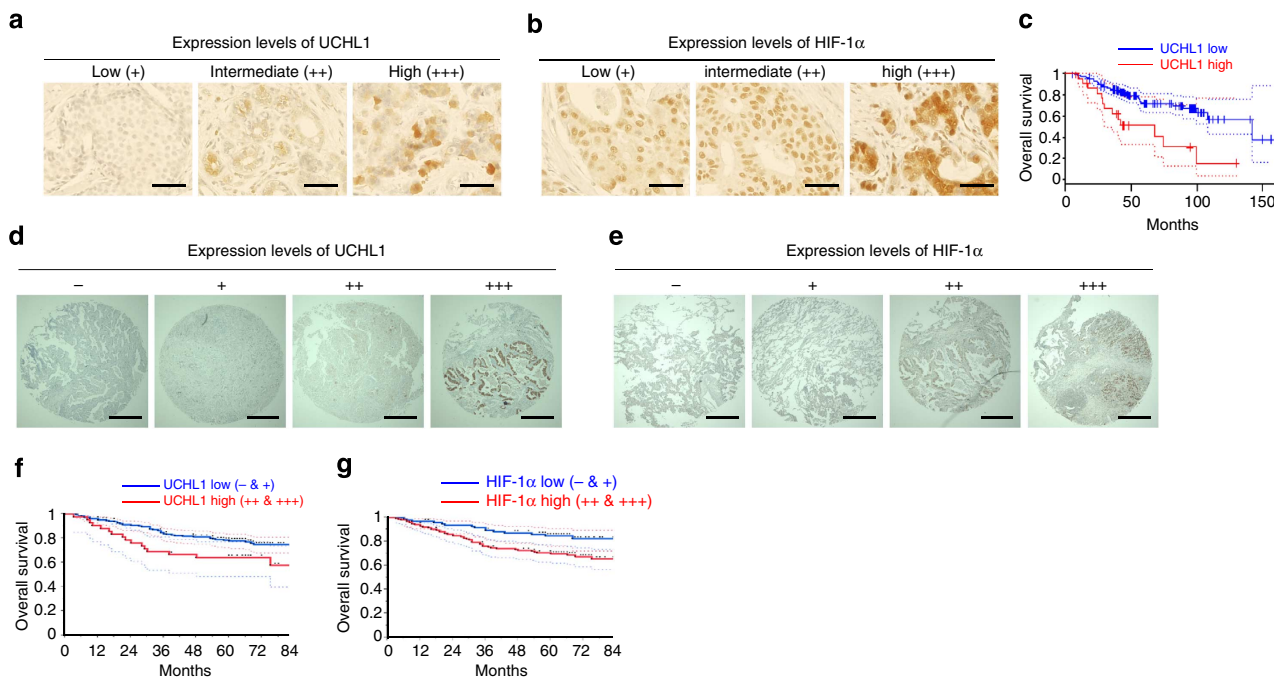 a
Expression levels of UCHL1
Low (+) Intermediate (++) High (+++)
b
Expression levels of HIF-1α
Low (+) intermediate (++) high (+++)
c
UCHL1 low
UCHL1 high
Overall survival
1
0.8
0.6
0.4
0.2
0
0 50 100 150
Months
d
Expression levels of UCHL1
– + ++ +++
e
Expression levels of HIF-1α
– + ++ +++
f
UCHL1 low (– & +)
UCHL1 high (++ & +++)
Overall survival
1
0.8
0.6
0.4
0.2
0
0 12 24 36 48 60 72 84
Months
g
HIF-1α low (– & +)
HIF-1α high (++ & +++)
Overall survival
1
0.8
0.6
0.4
0.2
0
0 12 24 36 48 60 72 84
Months